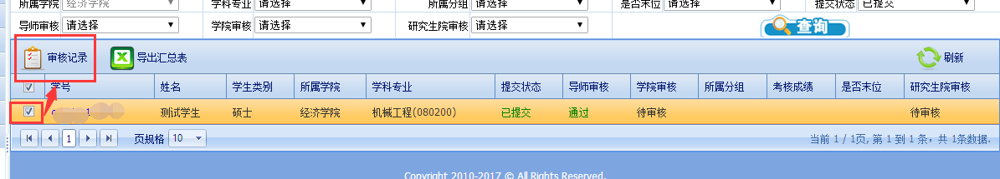 所属学院 经济学院 学科专业 请选择 所属分组 请选择 是否末位 请选择 提交状态 已提交
导师审核 请选择 学院审核 请选择 研究生院审核 请选择 查询
审核记录 导出汇总表 刷新
学号 姓名 学生类别 所属学院 学科专业 提交状态 导师审核 学院审核 所属分组 考核成绩 是否末位 研究生院审核
测试学生 硕士 经济学院 机械工程(080200) 已提交 通过 待审核 待审核
1 页规格 10 当前 1 / 1页, 第 1 到 1 条，共 1条数据.
Copyright 2010-2017 © All Rights Reserved.